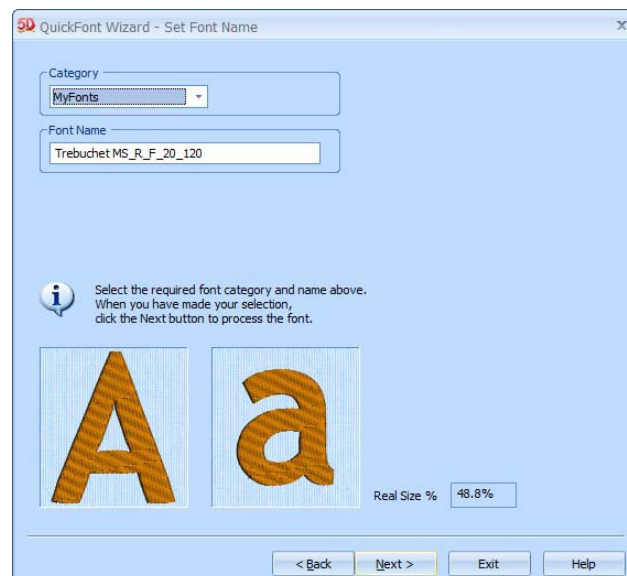 5D QuickFont Wizard - Set Font Name
x
Category
MyFonts
Font Name
Trebuchet MS_R_F_20_120
Select the required font category and name above.
When you have made your selection,
click the Next button to process the font.
A a
Real Size % 48.8%
< Back Next > Exit Help